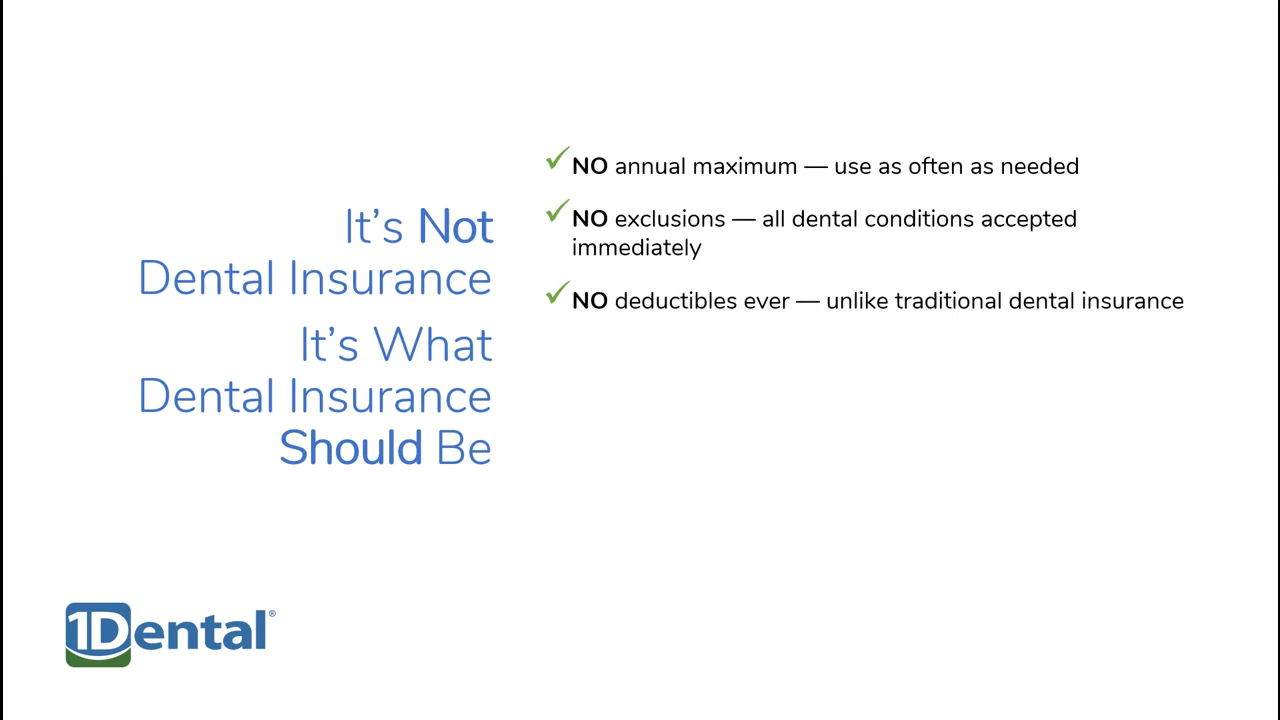 It's Not
Dental Insurance
It's What
Dental Insurance
Should Be
NO annual maximum — use as often as needed
NO exclusions — all dental conditions accepted
immediately
NO deductibles ever — unlike traditional dental insurance
1Dental®